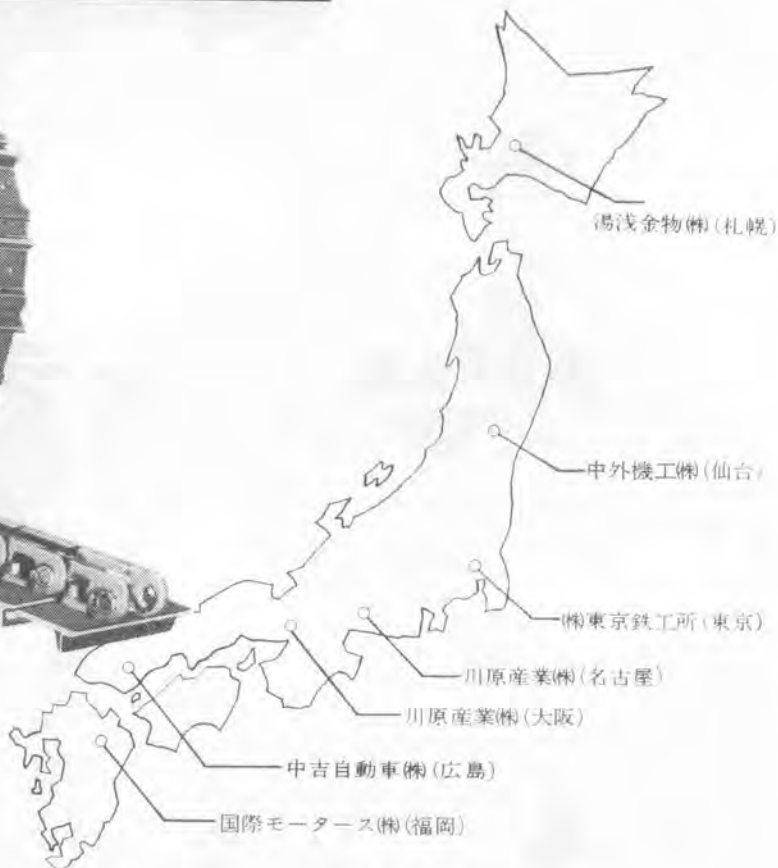 湯浅金物㈱(札幌)
中外機工㈱(仙台
㈱東京鉄工所(東京)
川原産業㈱(名古屋)
川原産業㈱(大阪)
中吉自動車㈱(広島)
国際モータース㈱(福岡)